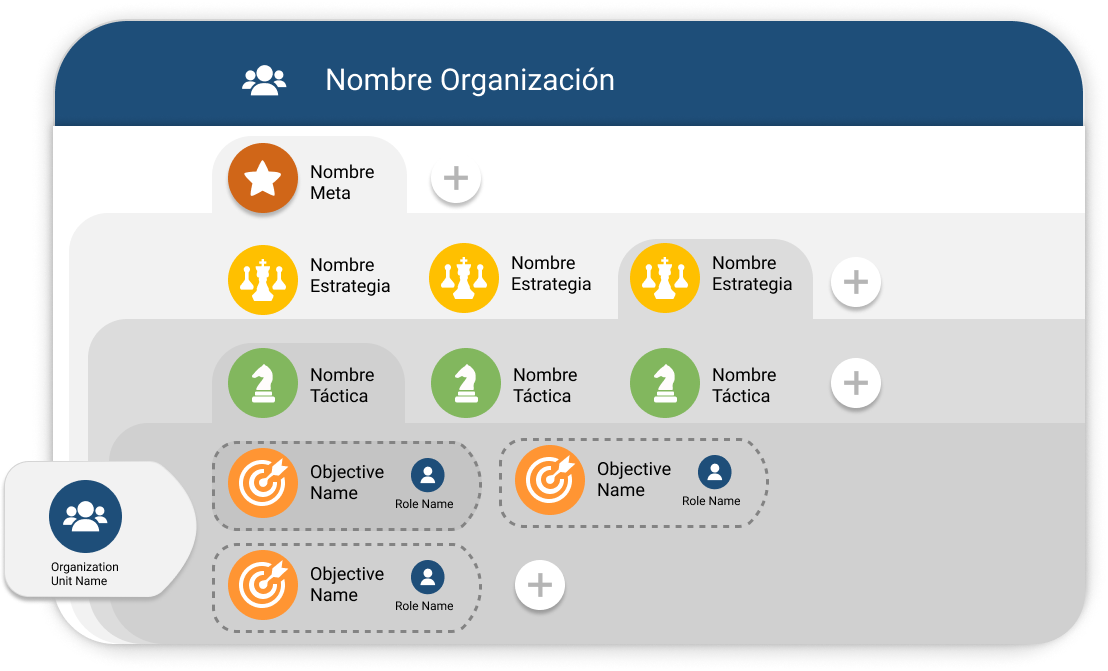 Nombre Organización
Nombre
Meta
Nombre
Estrategia
Nombre
Estrategia
Nombre
Estrategia
Nombre
Táctica
Nombre
Táctica
Nombre
Táctica
Objective
Name
Role Name
Objective
Name
Role Name
Organization
Unit Name
Objective
Name
Role Name